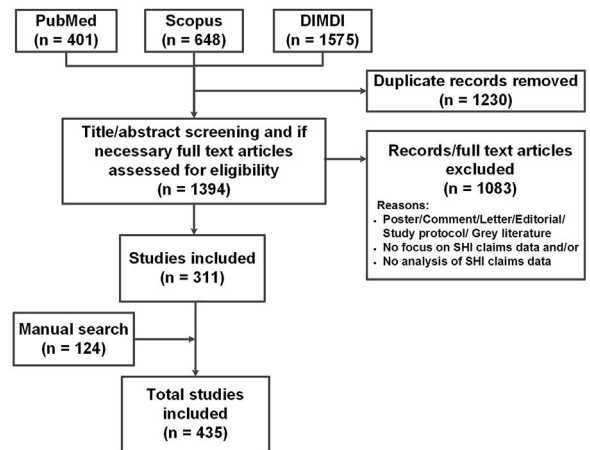 PubMed
(n = 401)
Scopus
(n = 648)
DIMDI
(n = 1575)
Duplicate records removed
(n = 1230)
Title/abstract screening and if
necessary full text articles
assessed for eligibility
(n = 1394)
Records/full text articles
excluded
(n = 1083)
Reasons:
• Poster/Comment/Letter/Editorial/
Study protocol/ Grey literature
• No focus on SHI claims data and/or
• No analysis of SHI claims data
Studies included
(n = 311)
Manual search
(n = 124)
Total studies
included
(n = 435)